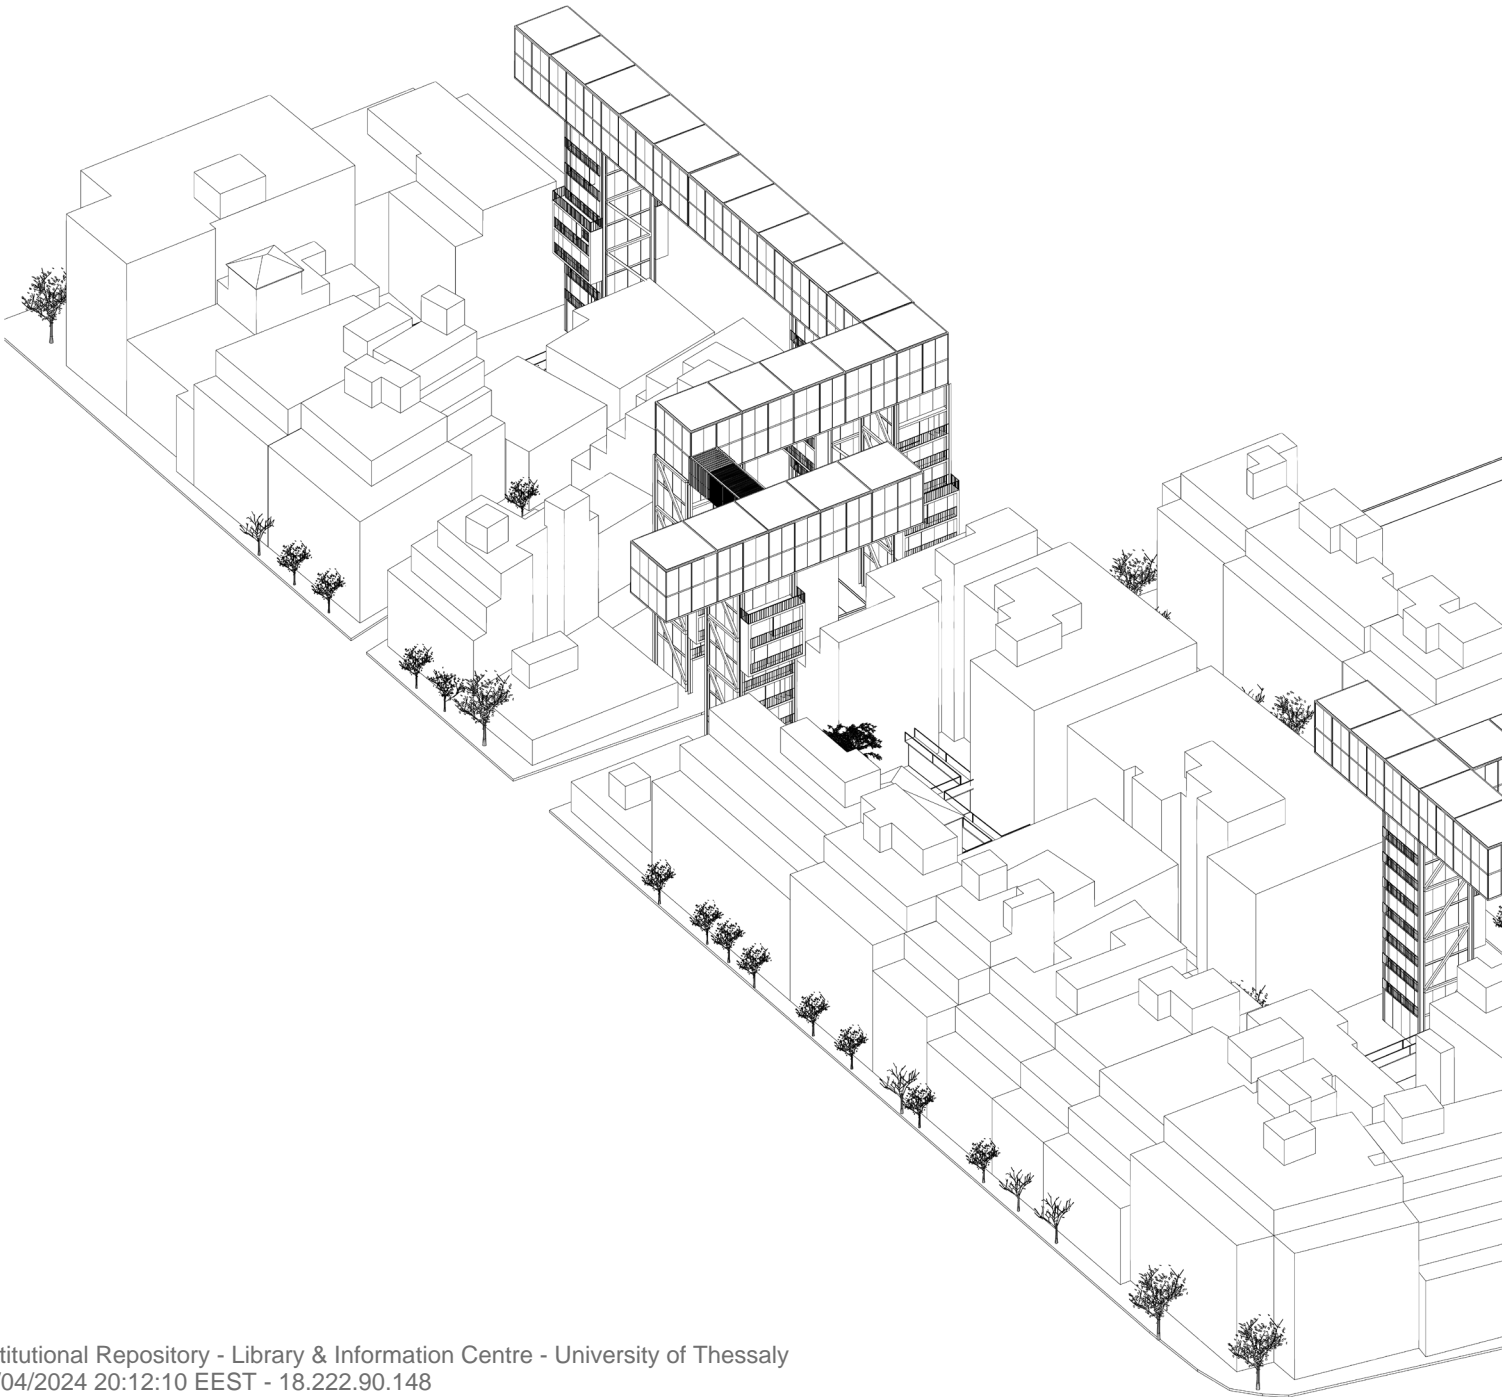 titutional Repository - Library & Information Centre - University of Thessaly
/04/2024 20:12:10 EEST - 18.222.90.148